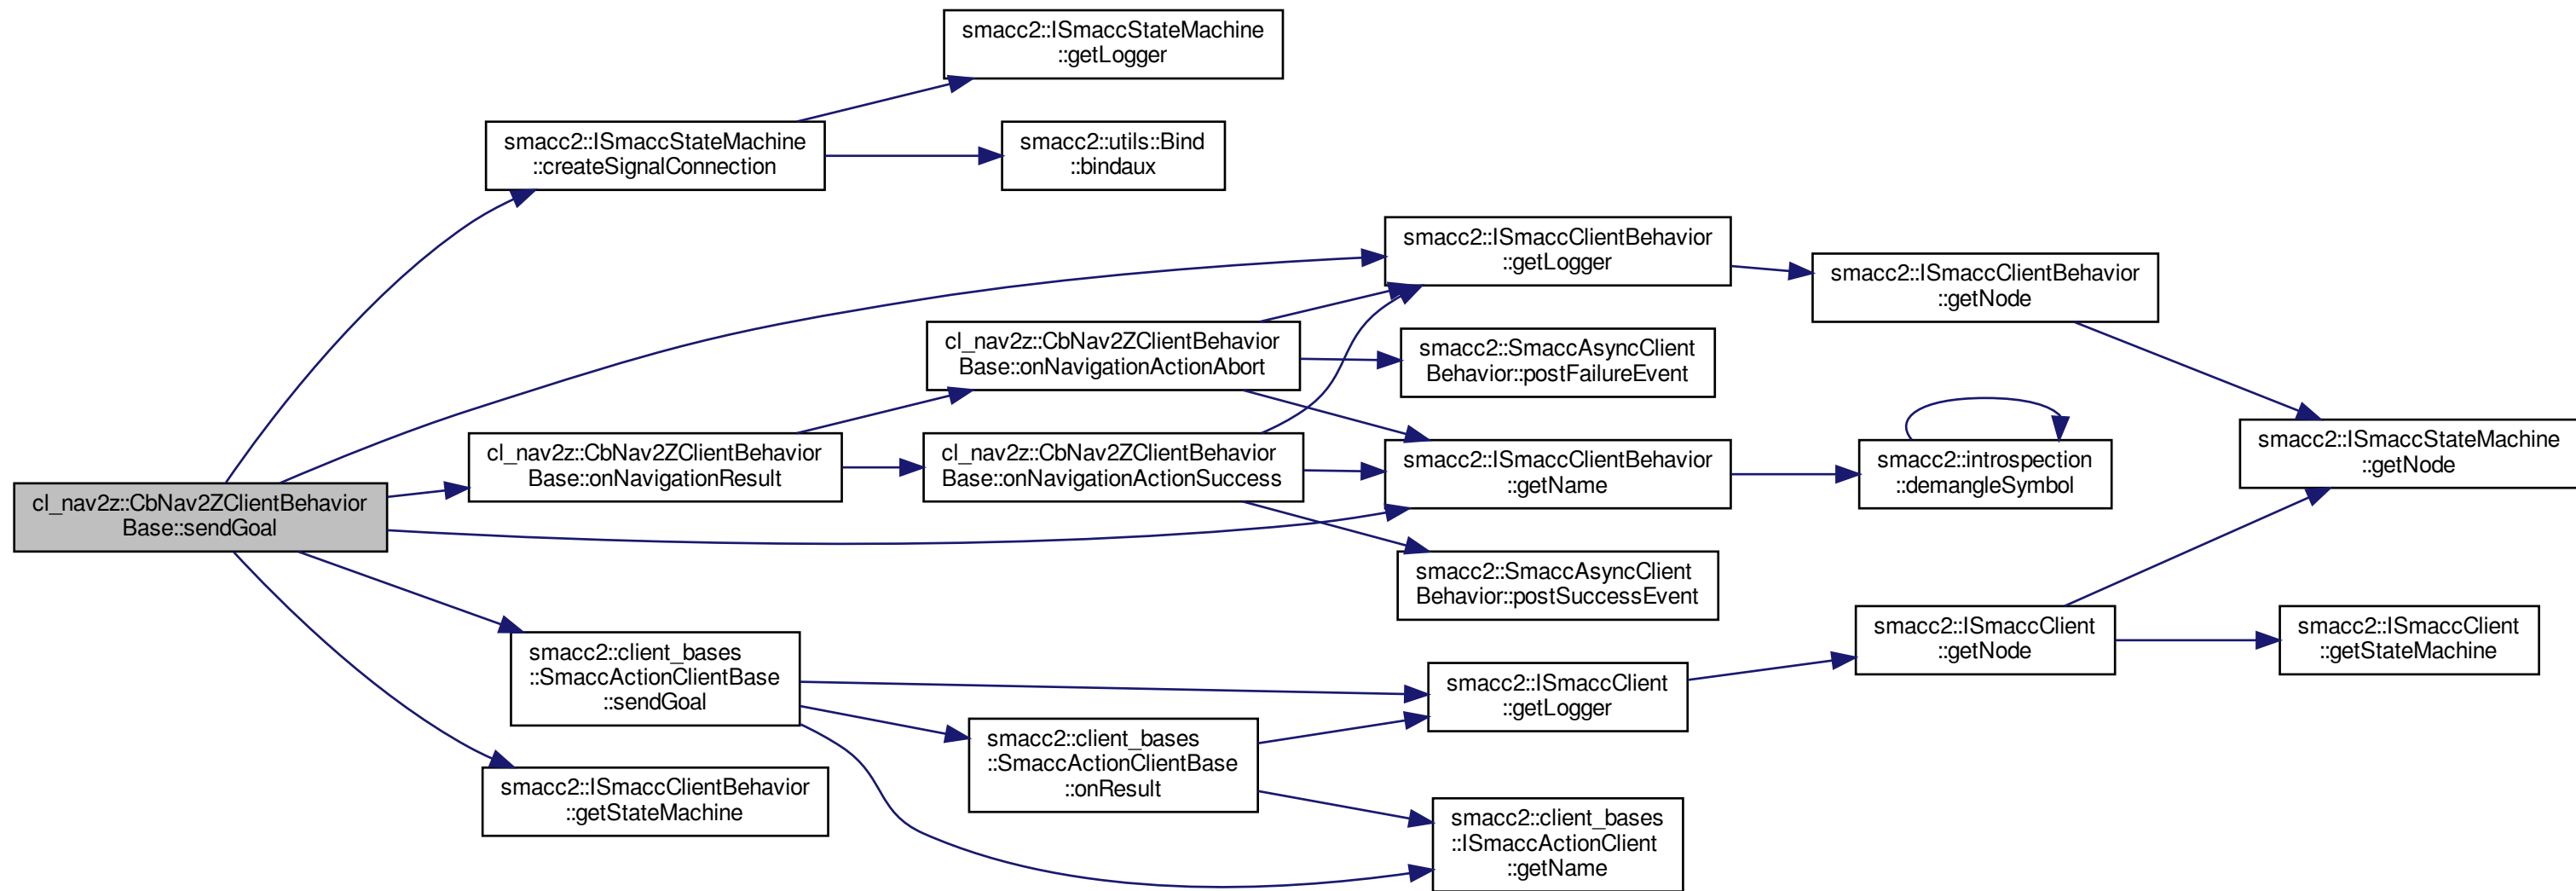 smacc2::ISmaccStateMachine
::getLogger
smacc2::ISmaccStateMachine
::createSignalConnection
smacc2::utils::Bind
::bindaux
smacc2::ISmaccClientBehavior
::getLogger
smacc2::ISmaccClientBehavior
::getNode
cl_nav2z::CbNav2ZClientBehavior
Base::onNavigationActionAbort
smacc2::SmaccAsyncClient
Behavior::postFailureEvent
smacc2::ISmaccStateMachine
::getNode
cl_nav2z::CbNav2ZClientBehavior
Base::onNavigationResult
cl_nav2z::CbNav2ZClientBehavior
Base::onNavigationActionSuccess
smacc2::ISmaccClientBehavior
::getName
smacc2::introspection
::demangleSymbol
cl_nav2z::CbNav2ZClientBehavior
Base::sendGoal
smacc2::SmaccAsyncClient
Behavior::postSuccessEvent
smacc2::client_bases
::SmaccActionClientBase
::sendGoal
smacc2::ISmaccClient
::getLogger
smacc2::ISmaccClient
::getNode
smacc2::ISmaccClient
::getStateMachine
smacc2::client_bases
::SmaccActionClientBase
::onResult
smacc2::ISmaccClientBehavior
::getStateMachine
smacc2::client_bases
::ISmaccActionClient
::getName